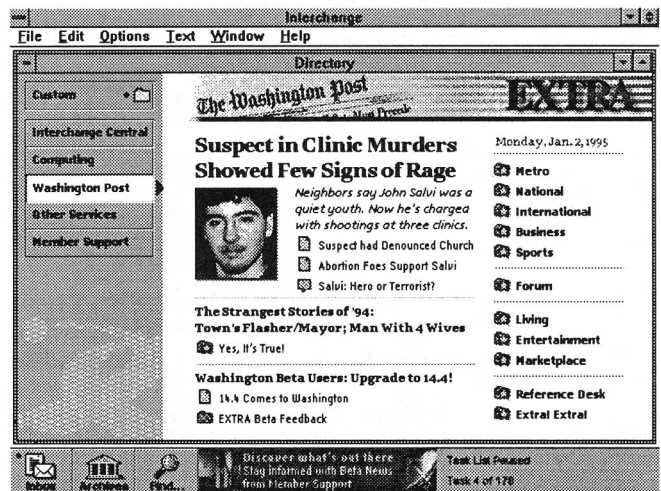 Interchange
File Edit Options Text Window Help
Directory
Custom
Interchange Central
Computing
Washington Post
Other Services
Member Support
The Washington Post
EXTRA
Suspect in Clinic Murders
Showed Few Signs of Rage
Neighbors say John Salvi was a
quiet youth. Now he's charged
with shootings at three clinics.
Suspect had Denounced Church
Abortion Foes Support Salvi
Salvi: Hero or Terrorist?
The Strangest Stories of '94:
Town's Flasher/Mayor; Man With 4 Wives
Yes, It's True!
Washington Beta Users: Upgrade to 14.4!
14.4 Comes to Washington
EXTRA Beta Feedback
Monday, Jan. 2, 1995
Metro
National
International
Business
Sports
Forum
Living
Entertainment
Marketplace
Reference Desk
Extra! Extra!
Inbox
Archives
Find...
Discover what's out there
Stay informed with Beta News
from Member Support
Task List Paused
Task 4 of 178